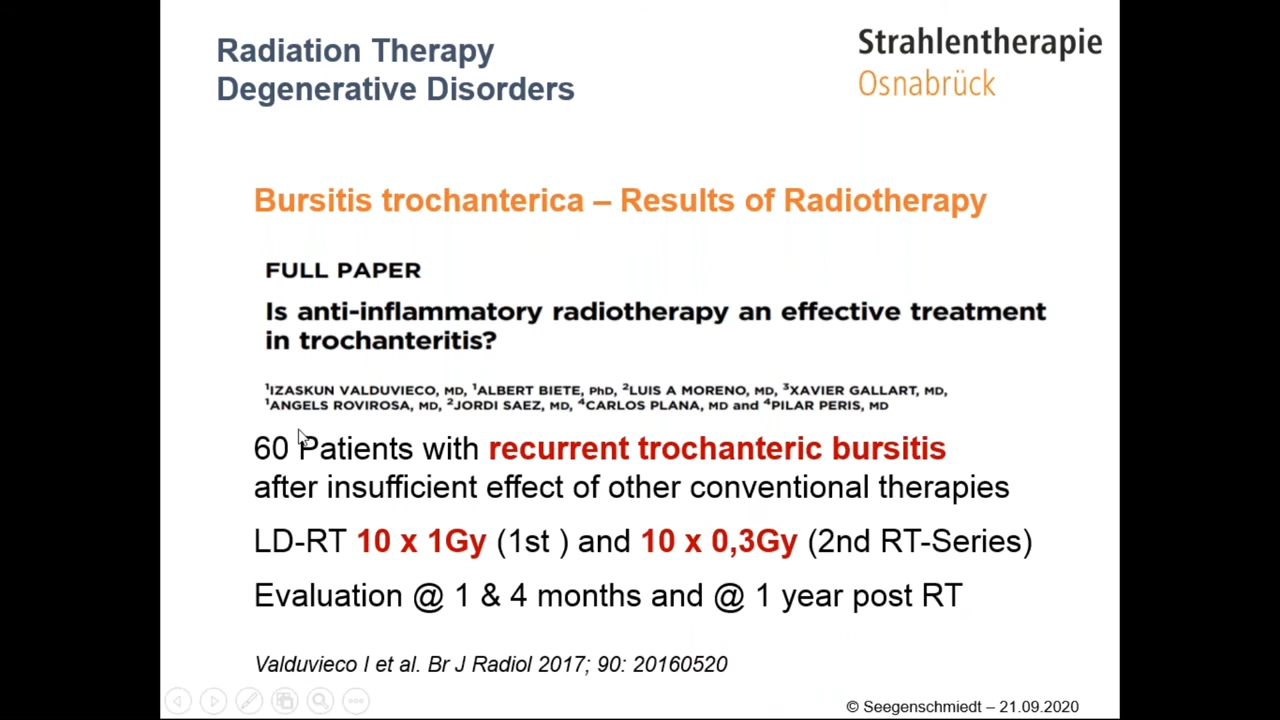 Radiation Therapy
Degenerative Disorders
Strahlentherapie
Osnabrück
Bursitis trochanterica – Results of Radiotherapy
FULL PAPER
Is anti-inflammatory radiotherapy an effective treatment
in trochanteritis?
¹IZASKUN VALDUVIECO, MD, ¹ALBERT BIETE, PhD, ²LUIS A MORENO, MD, ³XAVIER GALLART, MD,
¹ANGELS ROVIROSA, MD, ²JORDI SAEZ, MD, ⁴CARLOS PLANA, MD and ⁴PILAR PERIS, MD
60 Patients with recurrent trochanteric bursitis
after insufficient effect of other conventional therapies
LD-RT 10 x 1Gy (1st ) and 10 x 0,3Gy (2nd RT-Series)
Evaluation @ 1 & 4 months and @ 1 year post RT
Valduvieco I et al. Br J Radiol 2017; 90: 20160520
© Seegenschmiedt – 21.09.2020